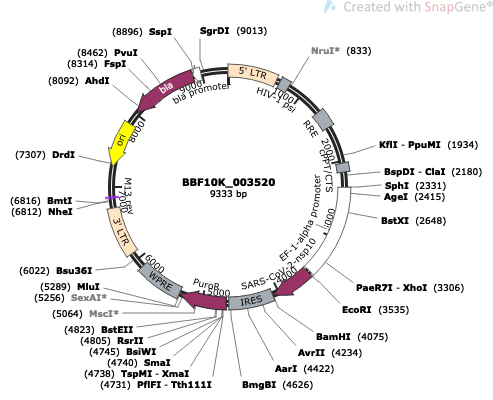 Created with SnapGene®
SspI (8896)
SgrDI (9013)
PvuI (8462)
FspI (8314)
AhdI (8092)
NruI* (833)
5' LTR
HIV-1 psi
1000
RRE
2000
cPPT/CTS
bla
bla promoter
9000
8000
ori
DrdI (7307)
KflI - PpuMI (1934)
BspDI - ClaI (2180)
SphI (2331)
AgeI (2415)
BstXI (2648)
BBF10K_003520
9333 bp
M13 rev
7000
BmtI (6816)
NheI (6812)
3' LTR
EF-1-alpha promoter
3000
PaeR7I - XhoI (3306)
EcoRI (3535)
SARS-CoV-2-nsp10
4000
IRES
PuroR
5000
WPRE
6000
Bsu36I (6022)
MluI (5289)
SexAI* (5256)
MscI* (5064)
BstEII (4823)
RsrII (4805)
BsiWI (4745)
SmaI (4740)
TspMI - XmaI (4738)
PflFI - Tth111I (4731)
BamHI (4075)
AvrII (4234)
AarI (4422)
BmgBI (4626)